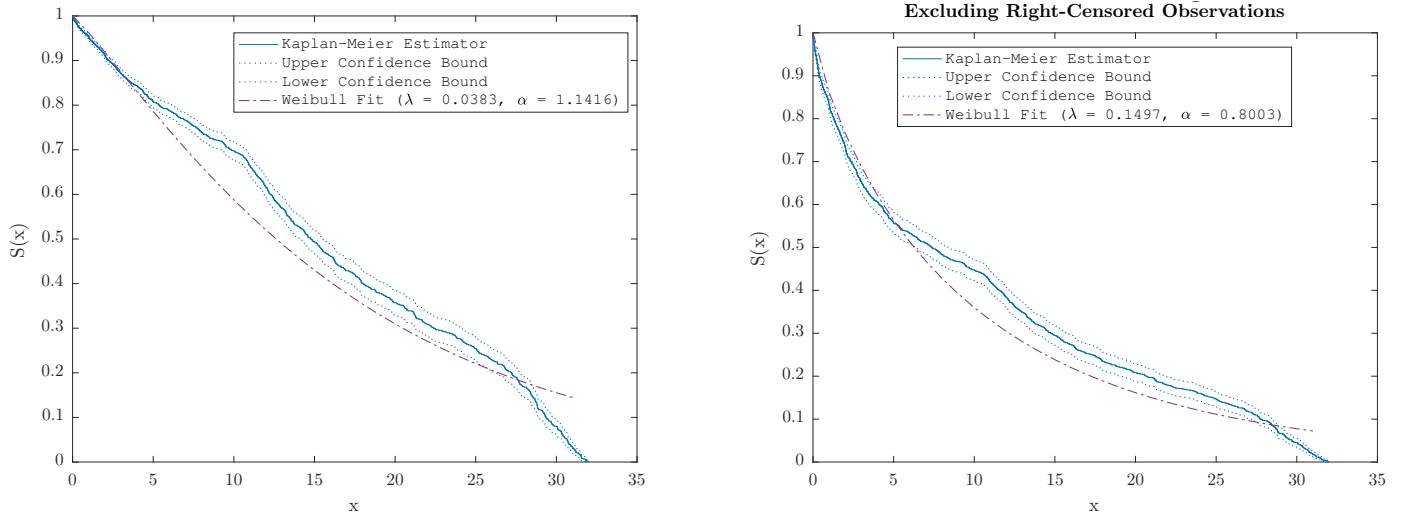 Excluding Right-Censored Observations
Kaplan-Meier Estimator
Upper Confidence Bound
Lower Confidence Bound
Weibull Fit (λ = 0.0383, α = 1.1416)
1
0.9
0.8
0.7
0.6
0.5
0.4
0.3
0.2
0.1
0
S(x)
0 5 10 15 20 25 30 35
x
Kaplan-Meier Estimator
Upper Confidence Bound
Lower Confidence Bound
Weibull Fit (λ = 0.1497, α = 0.8003)
1
0.9
0.8
0.7
0.6
0.5
0.4
0.3
0.2
0.1
0
S(x)
0 5 10 15 20 25 30 35
x